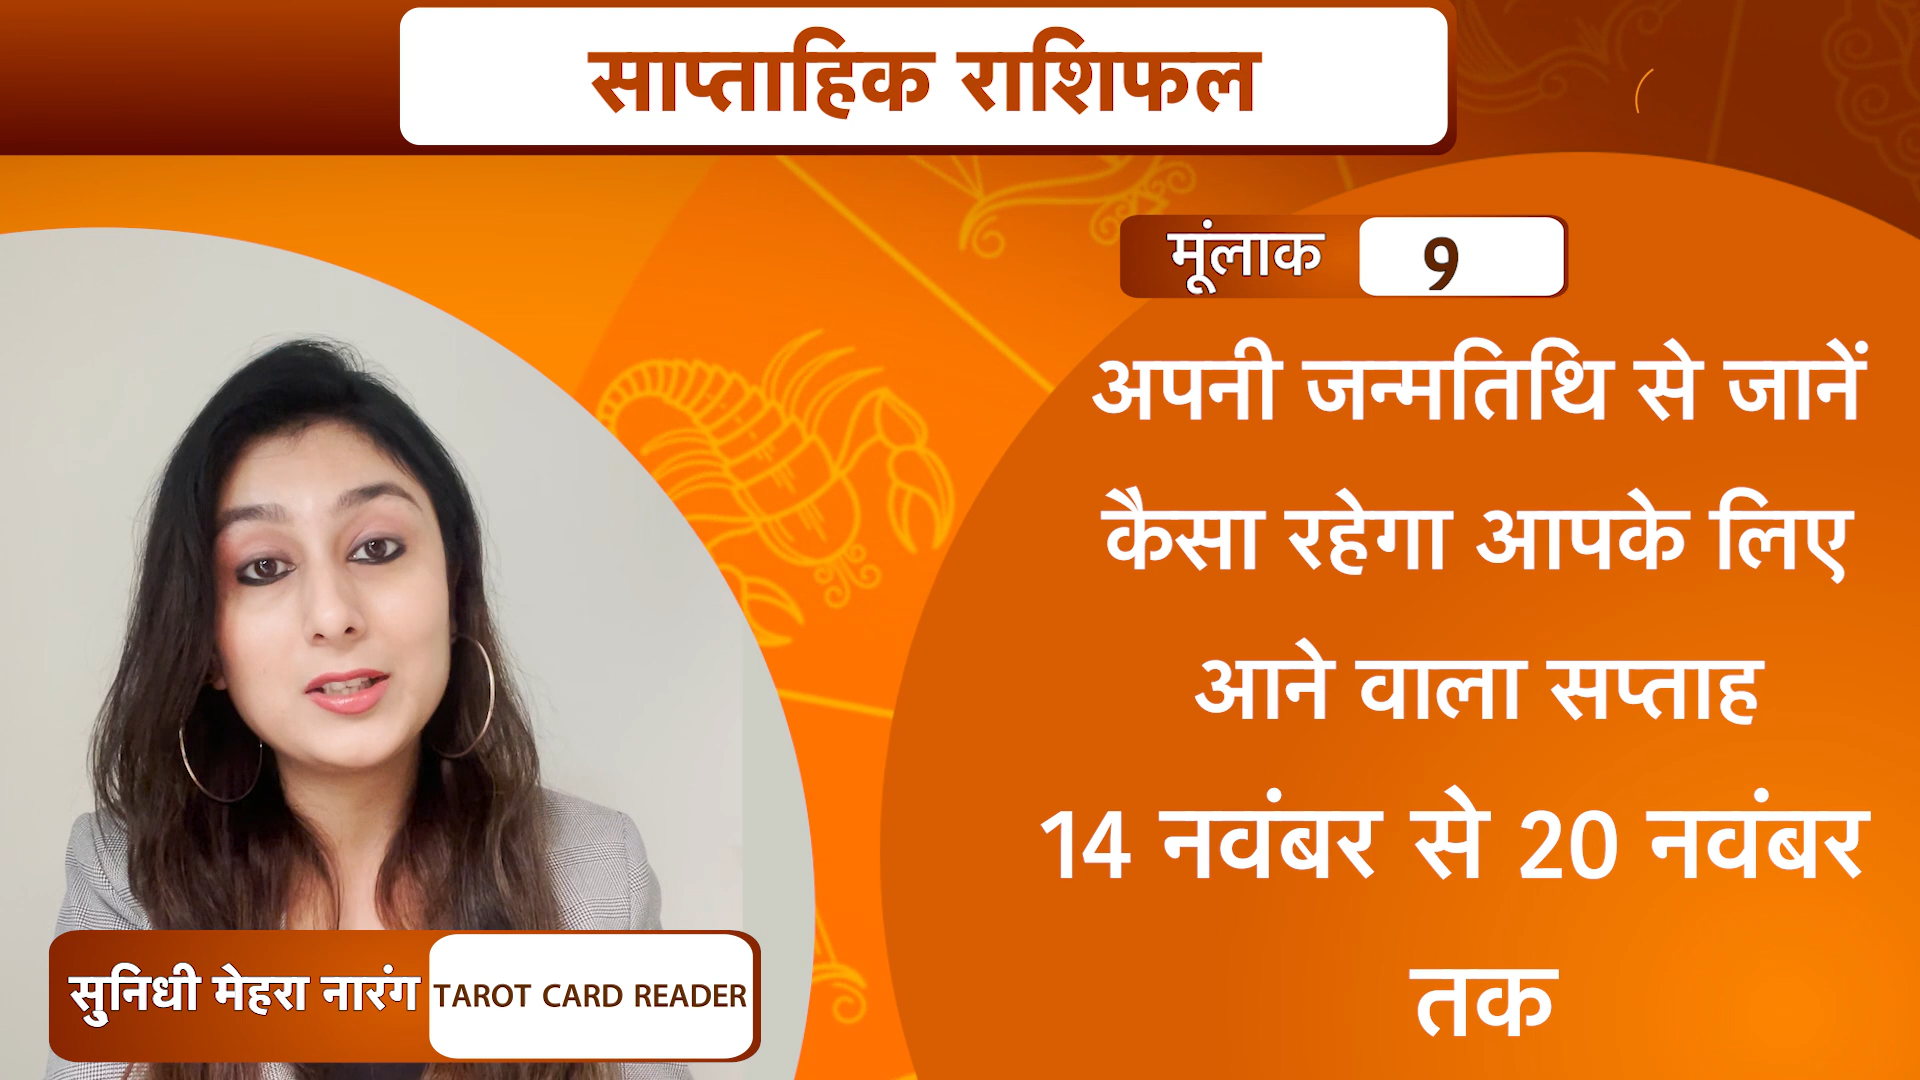 साप्ताहिक राशिफल
मूंलाक 9
अपनी जन्मतिथि से जानें
कैसा रहेगा आपके लिए
आने वाला सप्ताह
14 नवंबर से 20 नवंबर
तक
सुनिधी मेहरा नारंग TAROT CARD READER